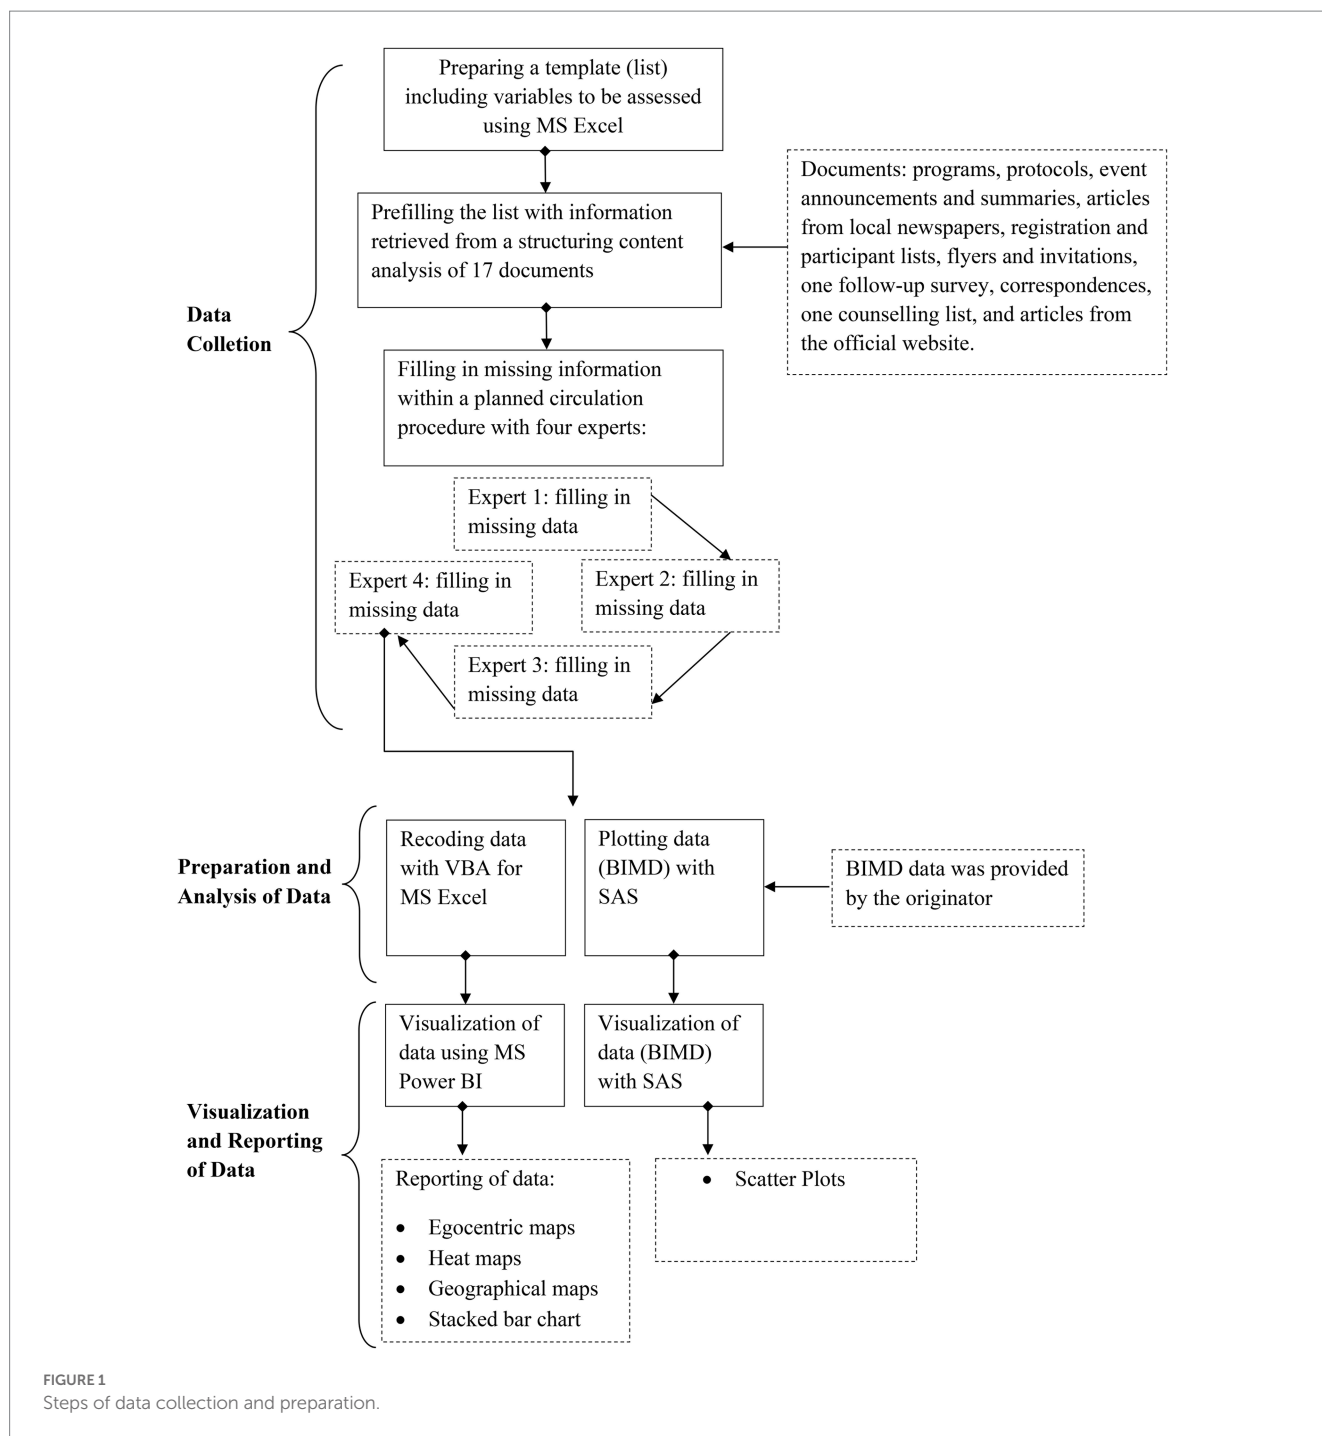 Preparing a template (list)
including variables to be assessed
using MS Excel
Documents: programs, protocols, event
announcements and summaries, articles
from local newspapers, registration and
participant lists, flyers and invitations,
one follow-up survey, correspondences,
one counselling list, and articles from
the official website.
Prefilling the list with information
retrieved from a structuring content
analysis of 17 documents
Data
Colletion
Filling in missing information
within a planned circulation
procedure with four experts:
Expert 1: filling in
missing data
Expert 2: filling in
missing data
Expert 3: filling in
missing data
Expert 4: filling in
missing data
Preparation and
Analysis of Data
Recoding data
with VBA for
MS Excel
Plotting data
(BIMD) with
SAS
BIMD data was provided
by the originator
Visualization
and Reporting
of Data
Visualization of
data using MS
Power BI
Visualization of
data (BIMD)
with SAS
Reporting of data:
• Egocentric maps
• Heat maps
• Geographical maps
• Stacked bar chart
• Scatter Plots
FIGURE 1
Steps of data collection and preparation.